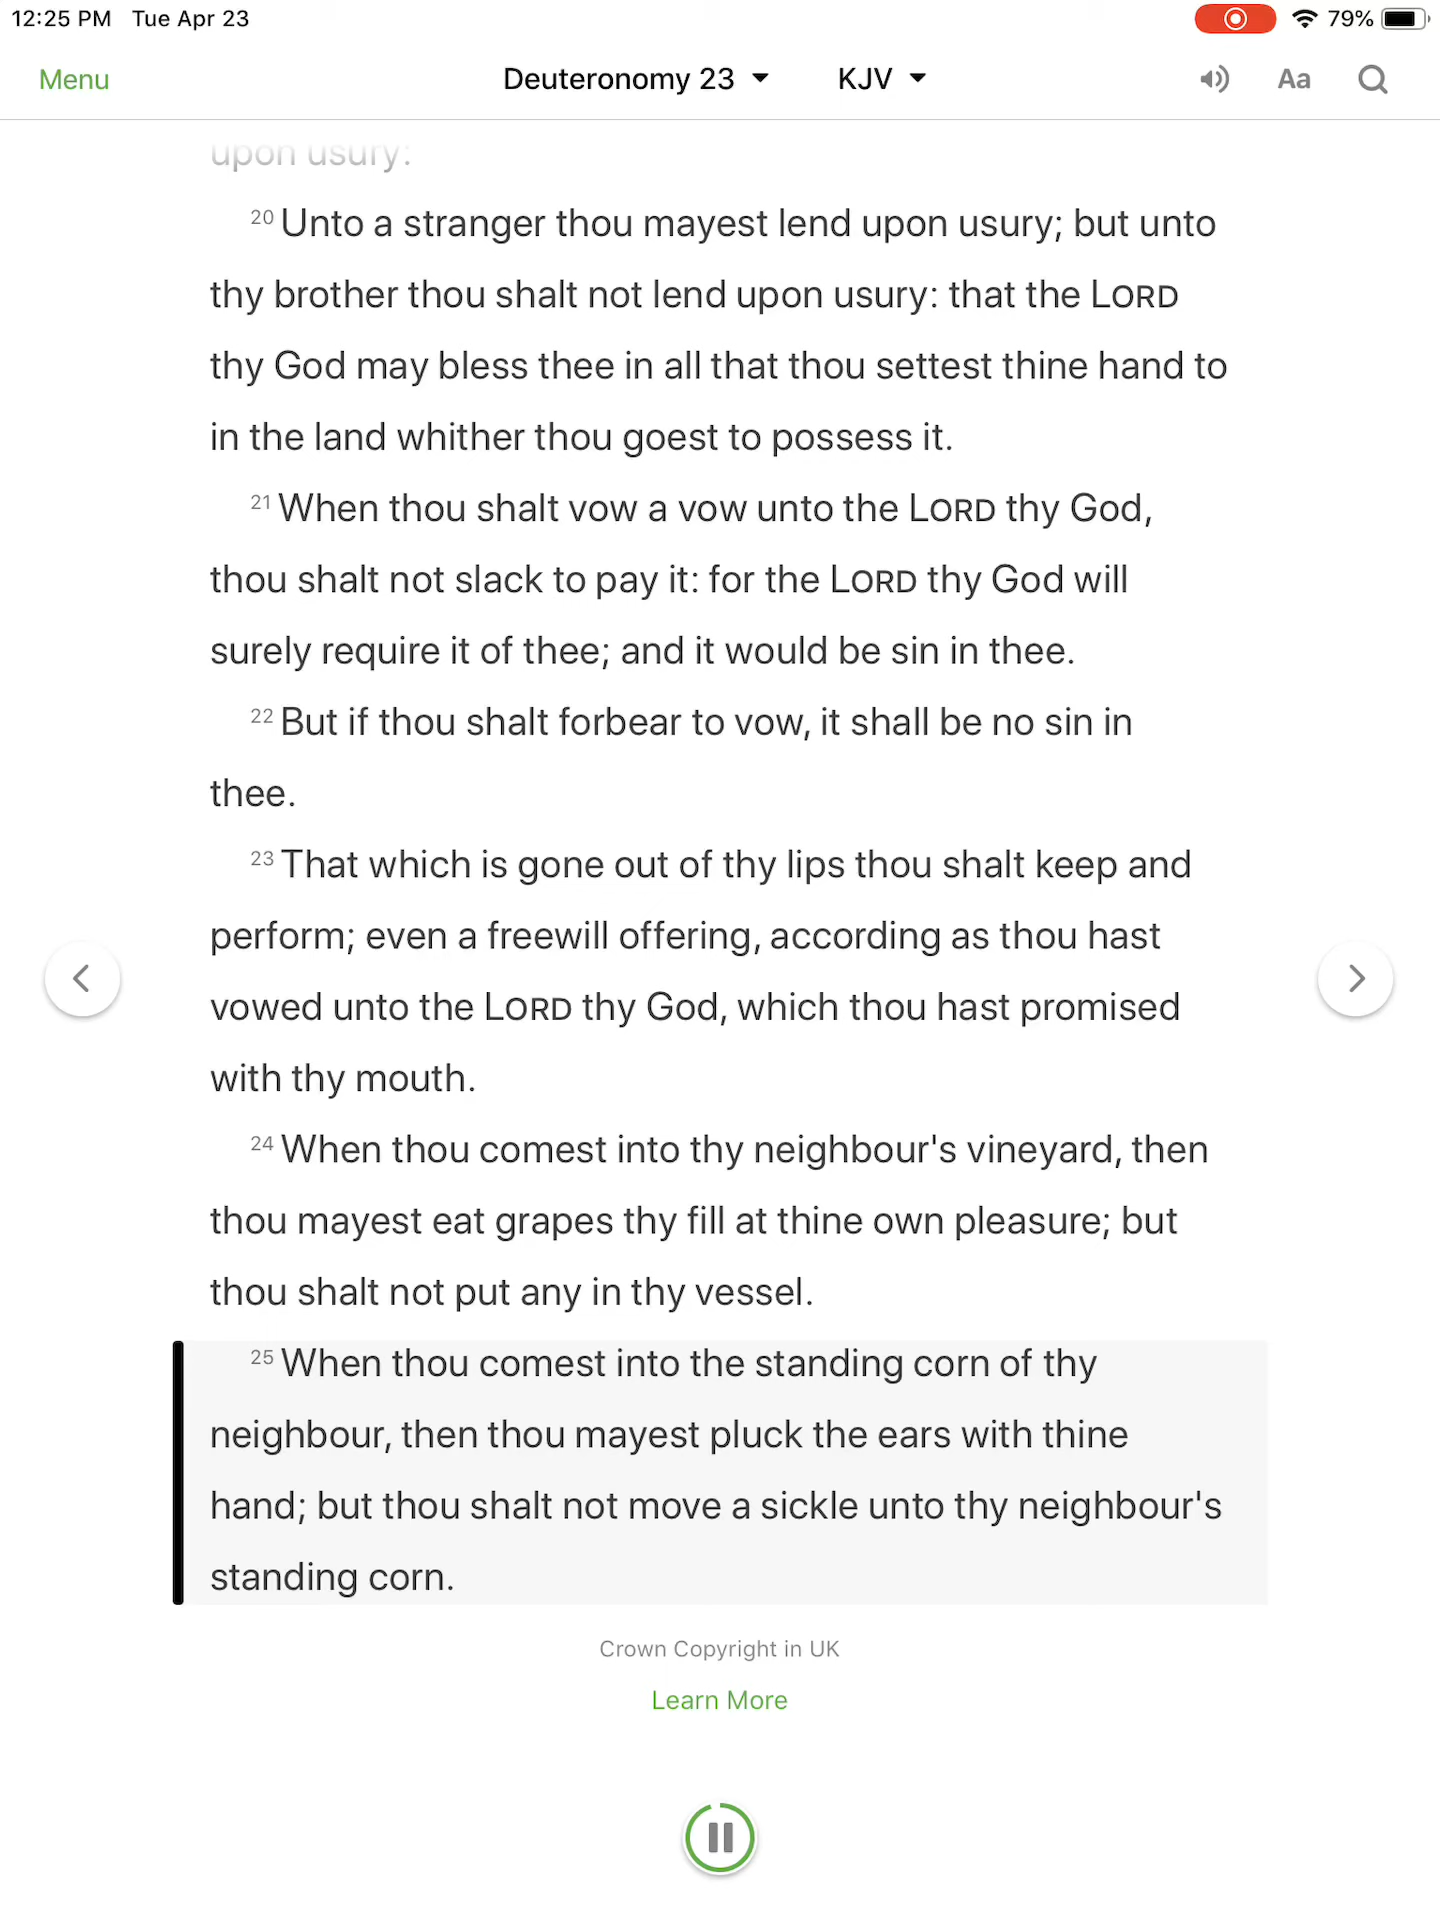 12:25 PM Tue Apr 23 79%
Menu Deuteronomy 23 KJV Aa
upon usury:
20 Unto a stranger thou mayest lend upon usury; but unto
thy brother thou shalt not lend upon usury: that the LORD
thy God may bless thee in all that thou settest thine hand to
in the land whither thou goest to possess it.
21 When thou shalt vow a vow unto the LORD thy God,
thou shalt not slack to pay it: for the LORD thy God will
surely require it of thee; and it would be sin in thee.
22 But if thou shalt forbear to vow, it shall be no sin in
thee.
23 That which is gone out of thy lips thou shalt keep and
perform; even a freewill offering, according as thou hast
vowed unto the LORD thy God, which thou hast promised
with thy mouth.
24 When thou comest into thy neighbour's vineyard, then
thou mayest eat grapes thy fill at thine own pleasure; but
thou shalt not put any in thy vessel.
25 When thou comest into the standing corn of thy
neighbour, then thou mayest pluck the ears with thine
hand; but thou shalt not move a sickle unto thy neighbour's
standing corn.
Crown Copyright in UK
Learn More